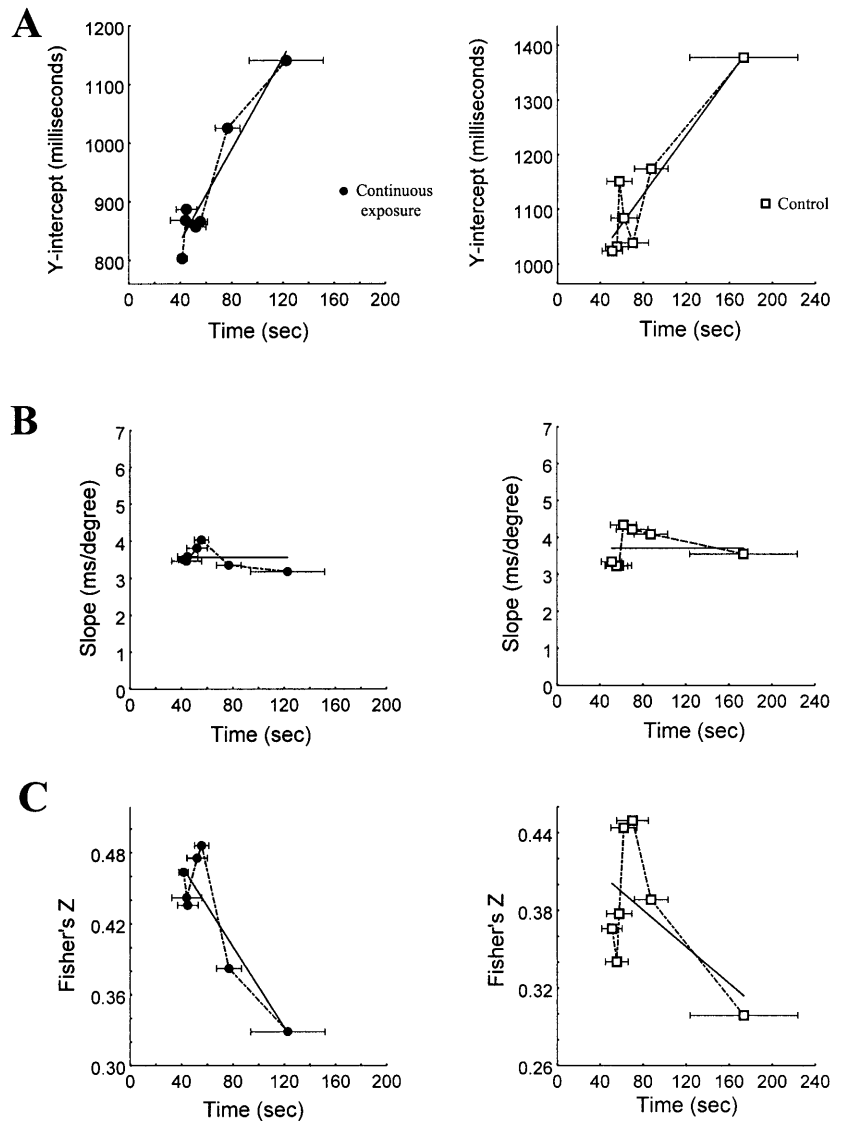 A
Y-intercept (milliseconds)
1200
1100
1000
900
800
0 40 80 120 160 200
Time (sec)
Continuous
exposure
Y-intercept (milliseconds)
1400
1300
1200
1100
1000
0 40 80 120 160 200 240
Time (sec)
Control
B
Slope (ms/degree)
7
6
5
4
3
2
1
0
0 40 80 120 160 200
Time (sec)
Slope (ms/degree)
7
6
5
4
3
2
1
0
0 40 80 120 160 200 240
Time (sec)
C
Fisher's Z
0.48
0.42
0.36
0.30
0 40 80 120 160 200
Time (sec)
Fisher's Z
0.44
0.38
0.32
0.26
0 40 80 120 160 200 240
Time (sec)